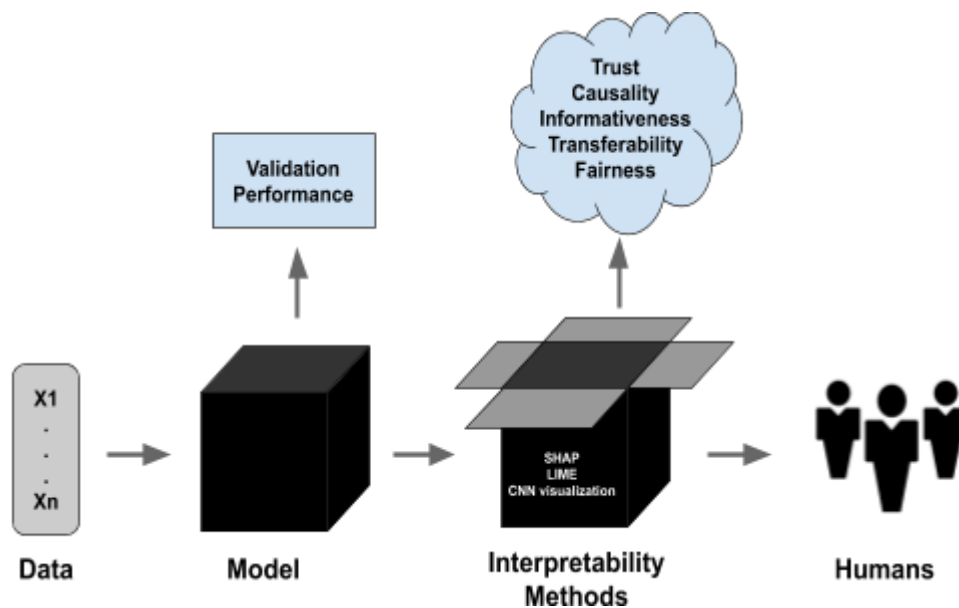 Trust
Causality
Informativeness
Transferability
Fairness
Validation
Performance
X1
.
.
.
Xn
SHAP
LIME
CNN visualization
Data
Model
Interpretability
Methods
Humans